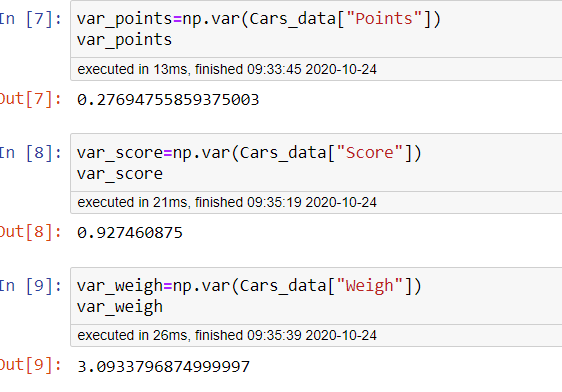 In [7]: var_points=np.var(Cars_data["Points"])
var_points
executed in 13ms, finished 09:33:45 2020-10-24
Out[7]: 0.27694755859375003
In [8]: var_score=np.var(Cars_data["Score"])
var_score
executed in 21ms, finished 09:35:19 2020-10-24
Out[8]: 0.927460875
In [9]: var_weigh=np.var(Cars_data["Weigh"])
var_weigh
executed in 26ms, finished 09:35:39 2020-10-24
Out[9]: 3.0933796874999997